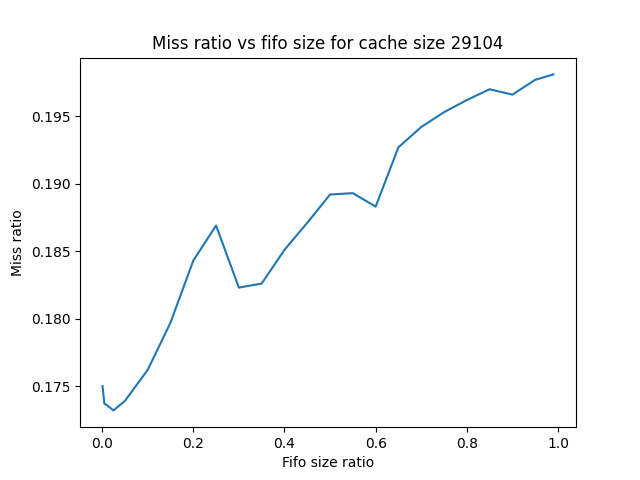 Miss ratio vs fifo size for cache size 29104
0.195
0.190
0.185
0.180
0.175
Miss ratio
0.0 0.2 0.4 0.6 0.8 1.0
Fifo size ratio